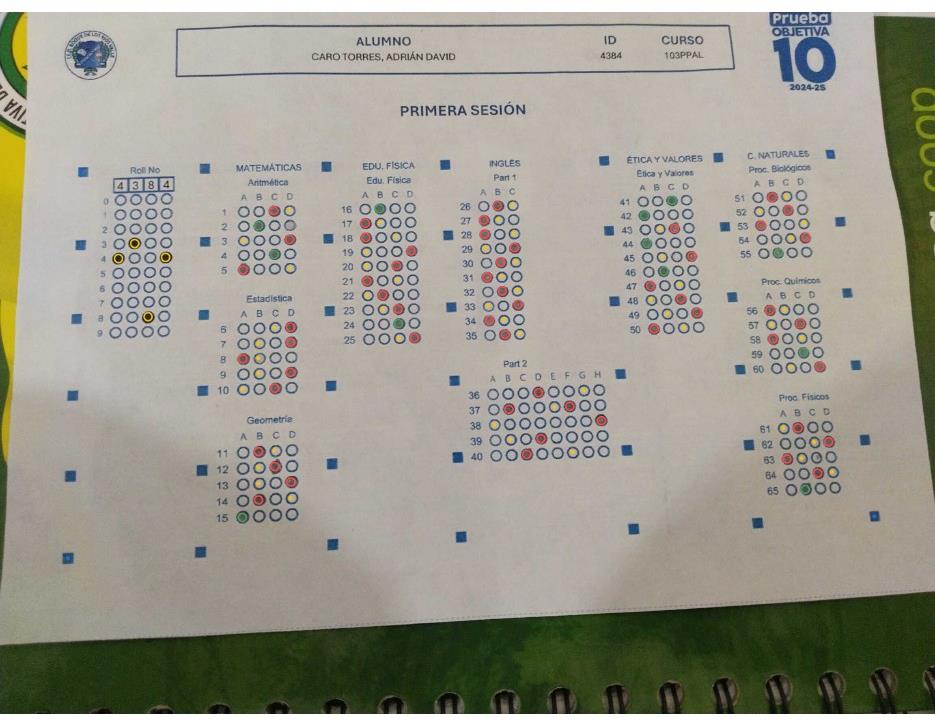 Prueba
OBJETIVA
10
2024-25
ALUMNO ID CURSO
CARO TORRES, ADRIÁN DAVID 4384 103PPAL
PRIMERA SESIÓN
Roll No
4 3 8 4
0
1
2
3
4
5
6
7
8
9
MATEMÁTICAS
Aritmética
A B C D
1
2
3
4
5
Estadística
A B C D
6
7
8
9
10
Geometría
A B C D
11
12
13
14
15
EDU. FÍSICA
Edu. Física
A B C D
16
17
18
19
20
21
22
23
24
25
INGLÉS
Part 1
A B C
26
27
28
29
30
31
32
33
34
35
Part 2
A B C D E F G H
36
37
38
39
40
ÉTICA Y VALORES
Ética y Valores
A B C D
41
42
43
44
45
46
47
48
49
50
C. NATURALES
Proc. Biológicos
A B C D
51
52
53
54
55
Proc. Químicos
A B C D
56
57
58
59
60
Proc. Físicos
A B C D
61
62
63
64
65
coop